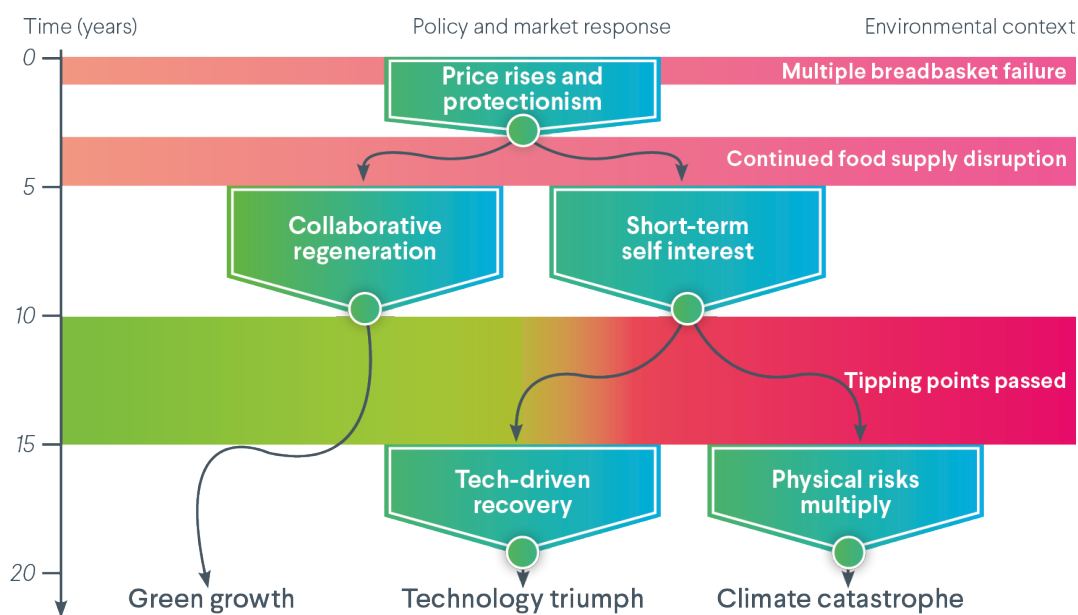 Time (years)
Policy and market response
Environmental context
0
Price rises and
protectionism
Multiple breadbasket failure
Continued food supply disruption
5
Collaborative
regeneration
Short-term
self interest
10
Tipping points passed
15
Tech-driven
recovery
Physical risks
multiply
20
Green growth
Technology triumph
Climate catastrophe